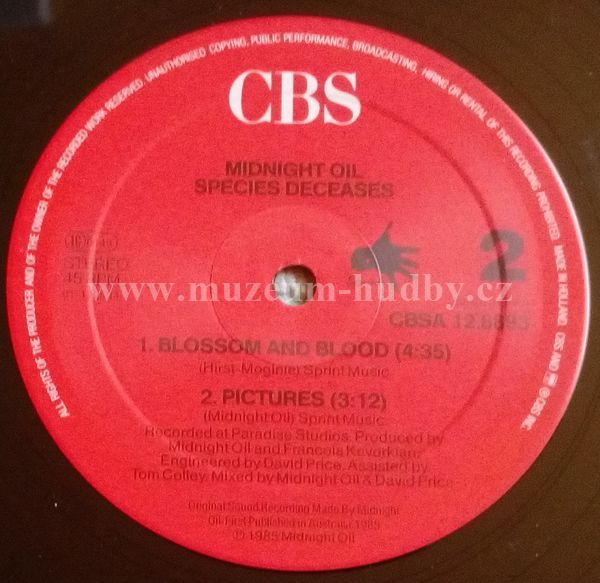 ALL RIGHTS OF THE PRODUCER AND OF THE OWNER OF THE RECORDED WORK RESERVED. UNAUTHORISED COPYING, PUBLIC PERFORMANCE, BROADCASTING, HIRING OR RENTAL OF THIS RECORDING PROHIBITED. MADE IN HOLLAND.
CBS
MIDNIGHT OIL
SPECIES DECEASES
STEREO
2
www.muzeum-hudby.cz
1. BLOSSOM AND BLOOD (4:35)
(Hirst-Moginie) Sprint Music
2. PICTURES (3:12)
(Midnight Oil) Sprint Music
Recorded at Paradise Studios. Produced by
Midnight Oil and Francois Kevorkian.
Engineered by David Price. Assisted by
Tom Colley. Mixed by Midnight Oil & David Price
Original Sound Recording Made By Midnight
Oil First Published in Australia 1985
℗ 1985 Midnight Oil